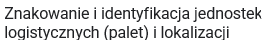 Znakowanie i identyfikacja jednostek
logistycznych (palet) i lokalizacji